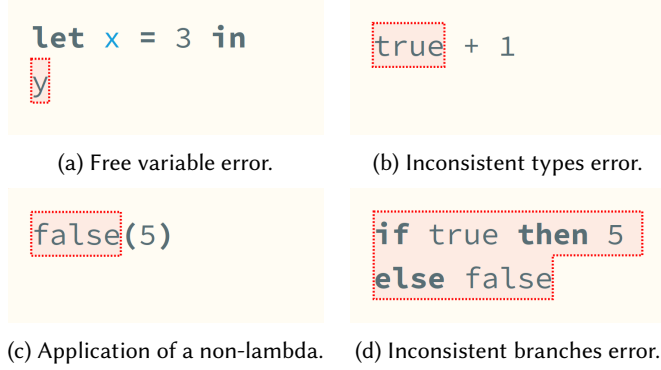 let x = 3 in
y
(a) Free variable error.
true + 1
(b) Inconsistent types error.
false(5)
(c) Application of a non-lambda.
if true then 5
else false
(d) Inconsistent branches error.